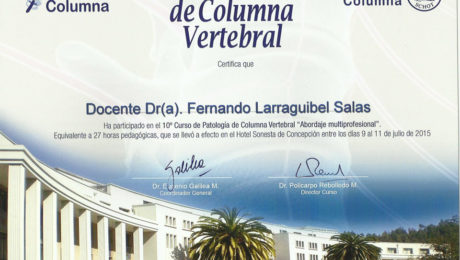 Columna
de Columna
Columna
SCHOT
Vertebral
Certifica que
Docente Dr(a). Fernando Larraguibel Salas
Ha participado en el 10º Curso de Patología de Columna Vertebral "Abordaje multiprofesional".
Equivalente a 27 horas pedagógicas, que se llevó a efecto en el Hotel Sonesta de Concepción entre los días 9 al 11 de julio de 2015
Dr. Eugenio Galilea M.
Coordinador General
Dr. Policarpo Rebolledo M.
Director Curso